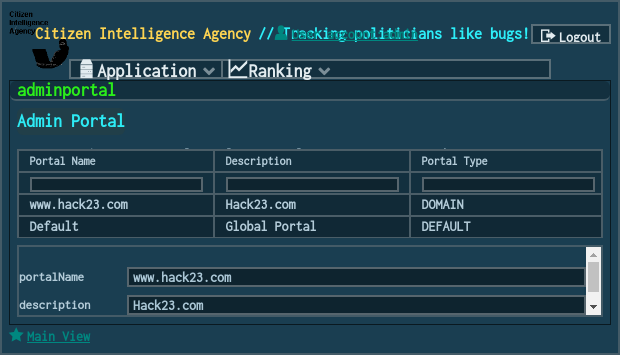 Citizen
Intelligence
Agency
Citizen Intelligence Agency // Tracking politicians like bugs!
Logout
Application Ranking
adminportal
Admin Portal
Portal Name Description Portal Type
www.hack23.com Hack23.com DOMAIN
Default Global Portal DEFAULT
portalName www.hack23.com
description Hack23.com
Main View